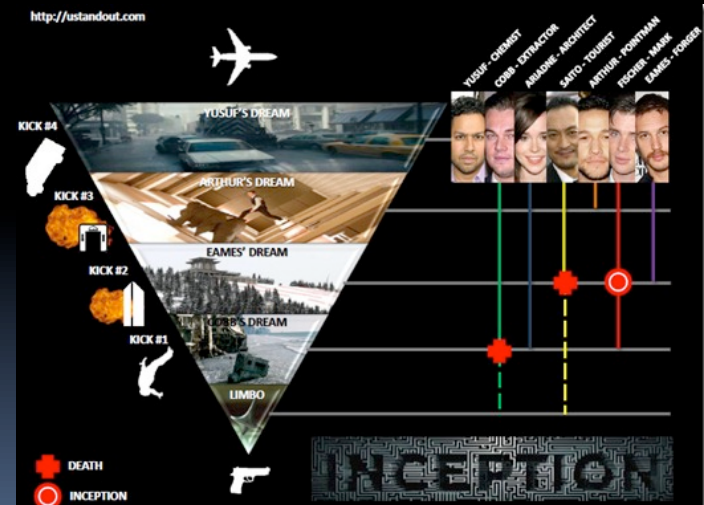 http://ustandout.com
YUSUF - CHEMIST
COBB - EXTRACTOR
ARIADNE - ARCHITECT
SAITO - TOURIST
ARTHUR - POINTMAN
FISCHER - MARK
EAMES - FORGER
KICK #4
YUSUF'S DREAM
KICK #3
ARTHUR'S DREAM
KICK #2
EAMES' DREAM
KICK #1
COBB'S DREAM
LIMBO
DEATH
INCEPTION
INCEPTION